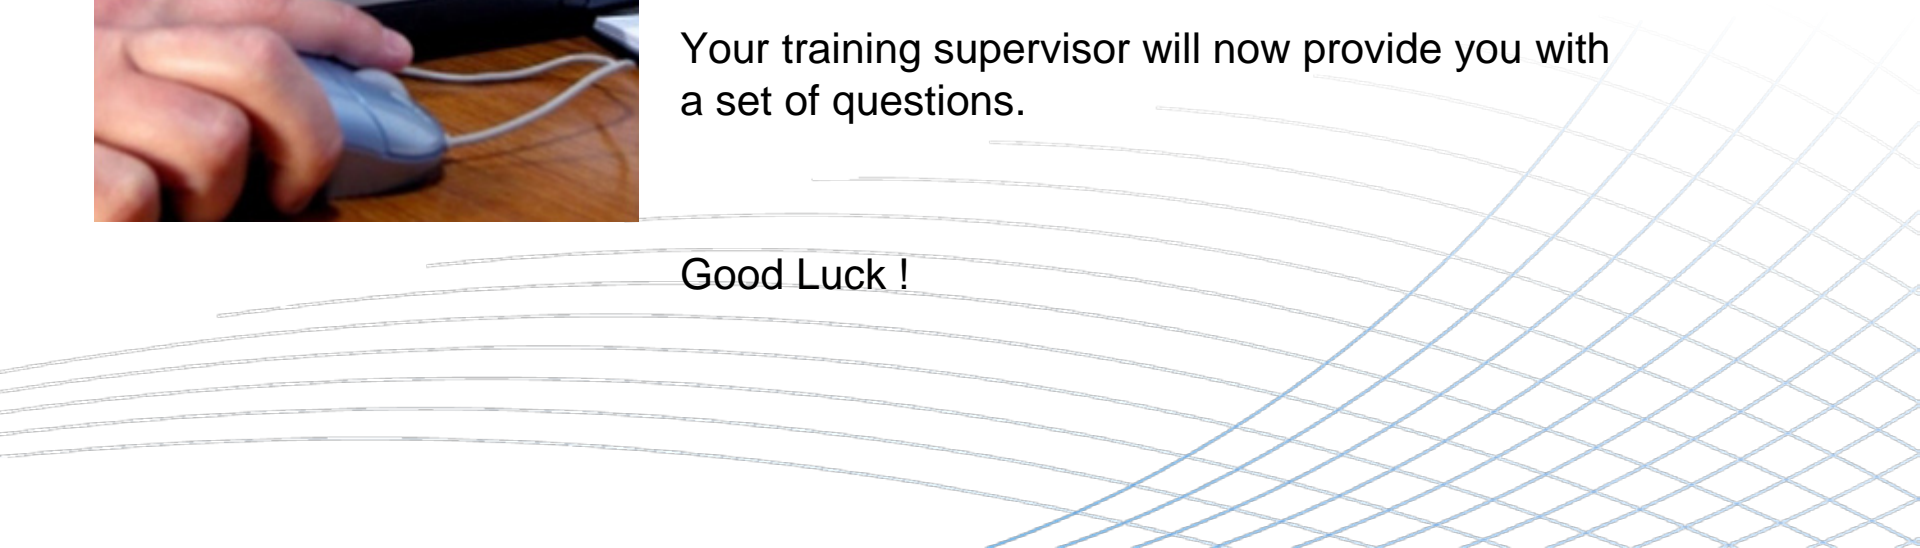 Your training supervisor will now provide you with
a set of questions.
Good Luck !